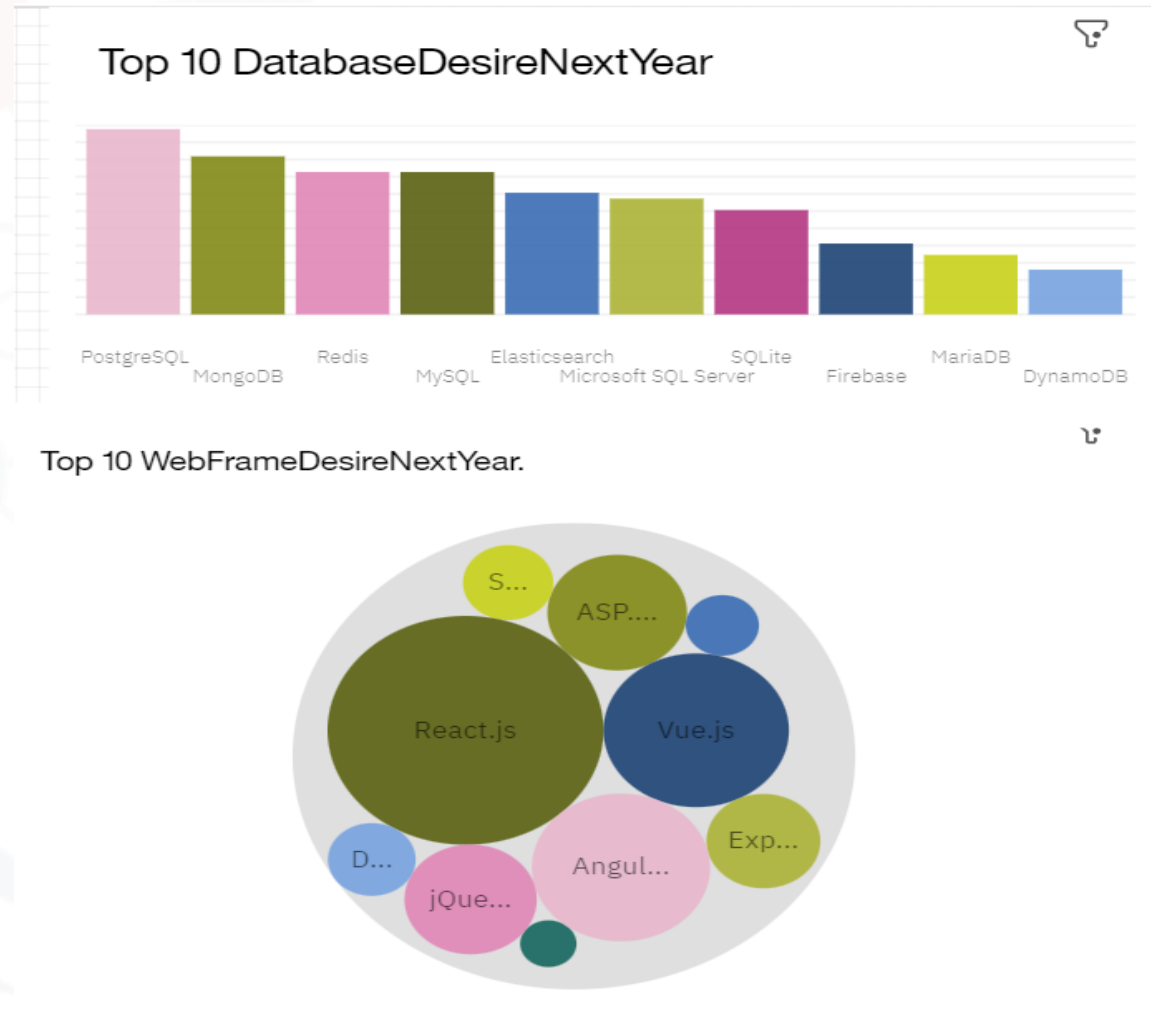 Top 10 DatabaseDesireNextYear
PostgreSQL Redis Elasticsearch SQLite MariaDB
MongoDB MySQL Microsoft SQL Server Firebase DynamoDB
Top 10 WebFrameDesireNextYear.
S... ASP....
React.js Vue.js
Exp...
D... Angul...
jQue...